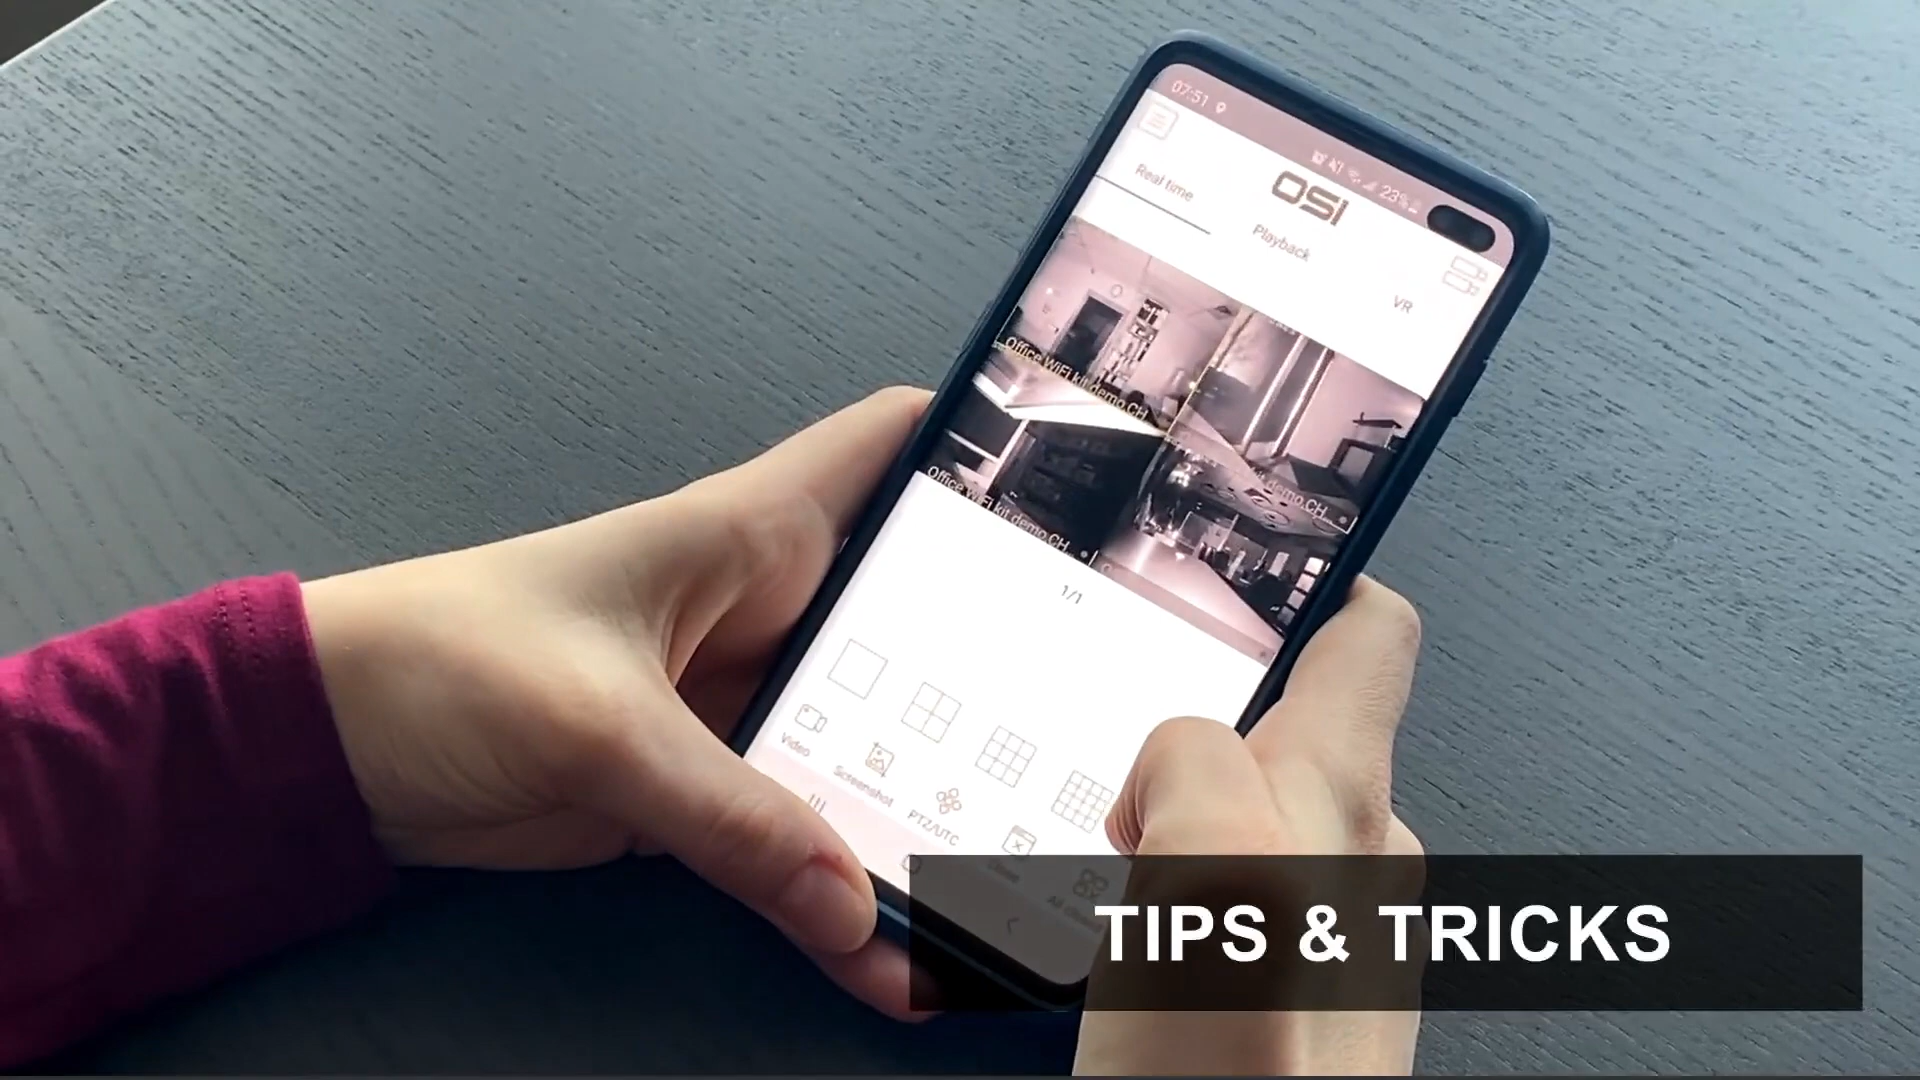 07:51
23%
OSI
Real time
Playback
VR
Office WiFi kit demo,CH
kit demo,CH...
Office WiFi kit demo,CH...
1/1
Video
Screenshot
PTZ/UTC
TIPS & TRICKS